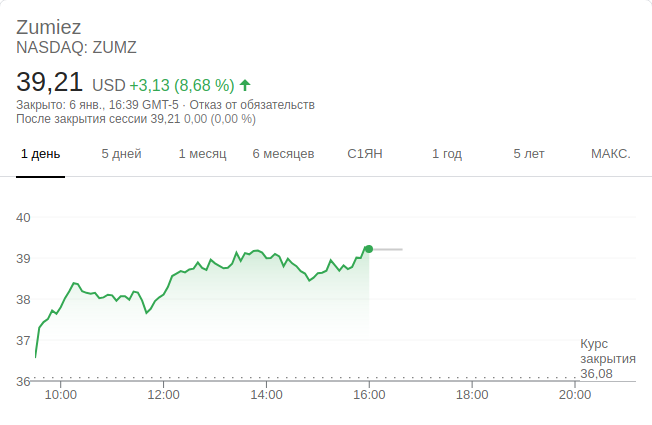 Zumiez
NASDAQ: ZUMZ
39,21 USD +3,13 (8,68 %)
Закрыто: 6 янв., 16:39 GMT-5 · Отказ от обязательств
После закрытия сессии 39,21 0,00 (0,00 %)
1 день 5 дней 1 месяц 6 месяцев С1ЯН 1 год 5 лет МАКС.
40
39
38
37
Курс
закрытия
36,08
36
10:00 12:00 14:00 16:00 18:00 20:00